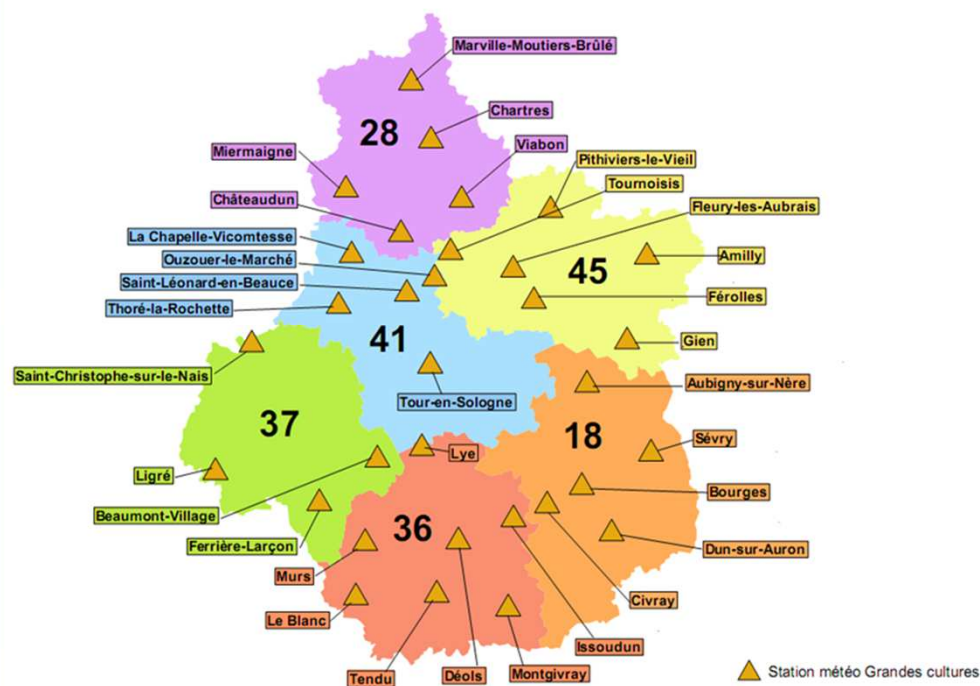 Marville-Moutiers-Brûlé
Chartres
28
Viabon
Miermaigne
Pithiviers-le-Vieil
Tournoisis
Châteaudun
Fleury-les-Aubrais
La Chapelle-Vicomtesse
Ouzouer-le-Marché
Amilly
45
Saint-Léonard-en-Beauce
Férolles
Thoré-la-Rochette
41
Gien
Saint-Christophe-sur-le-Nais
Aubigny-sur-Nère
Tour-en-Sologne
37
18
Sévry
Lye
Ligré
Bourges
Beaumont-Village
36
Ferrière-Larçon
Dun-sur-Auron
Murs
Civray
Le Blanc
Issoudun
Tendu
Déols
Montgivray
Station météo Grandes cultures